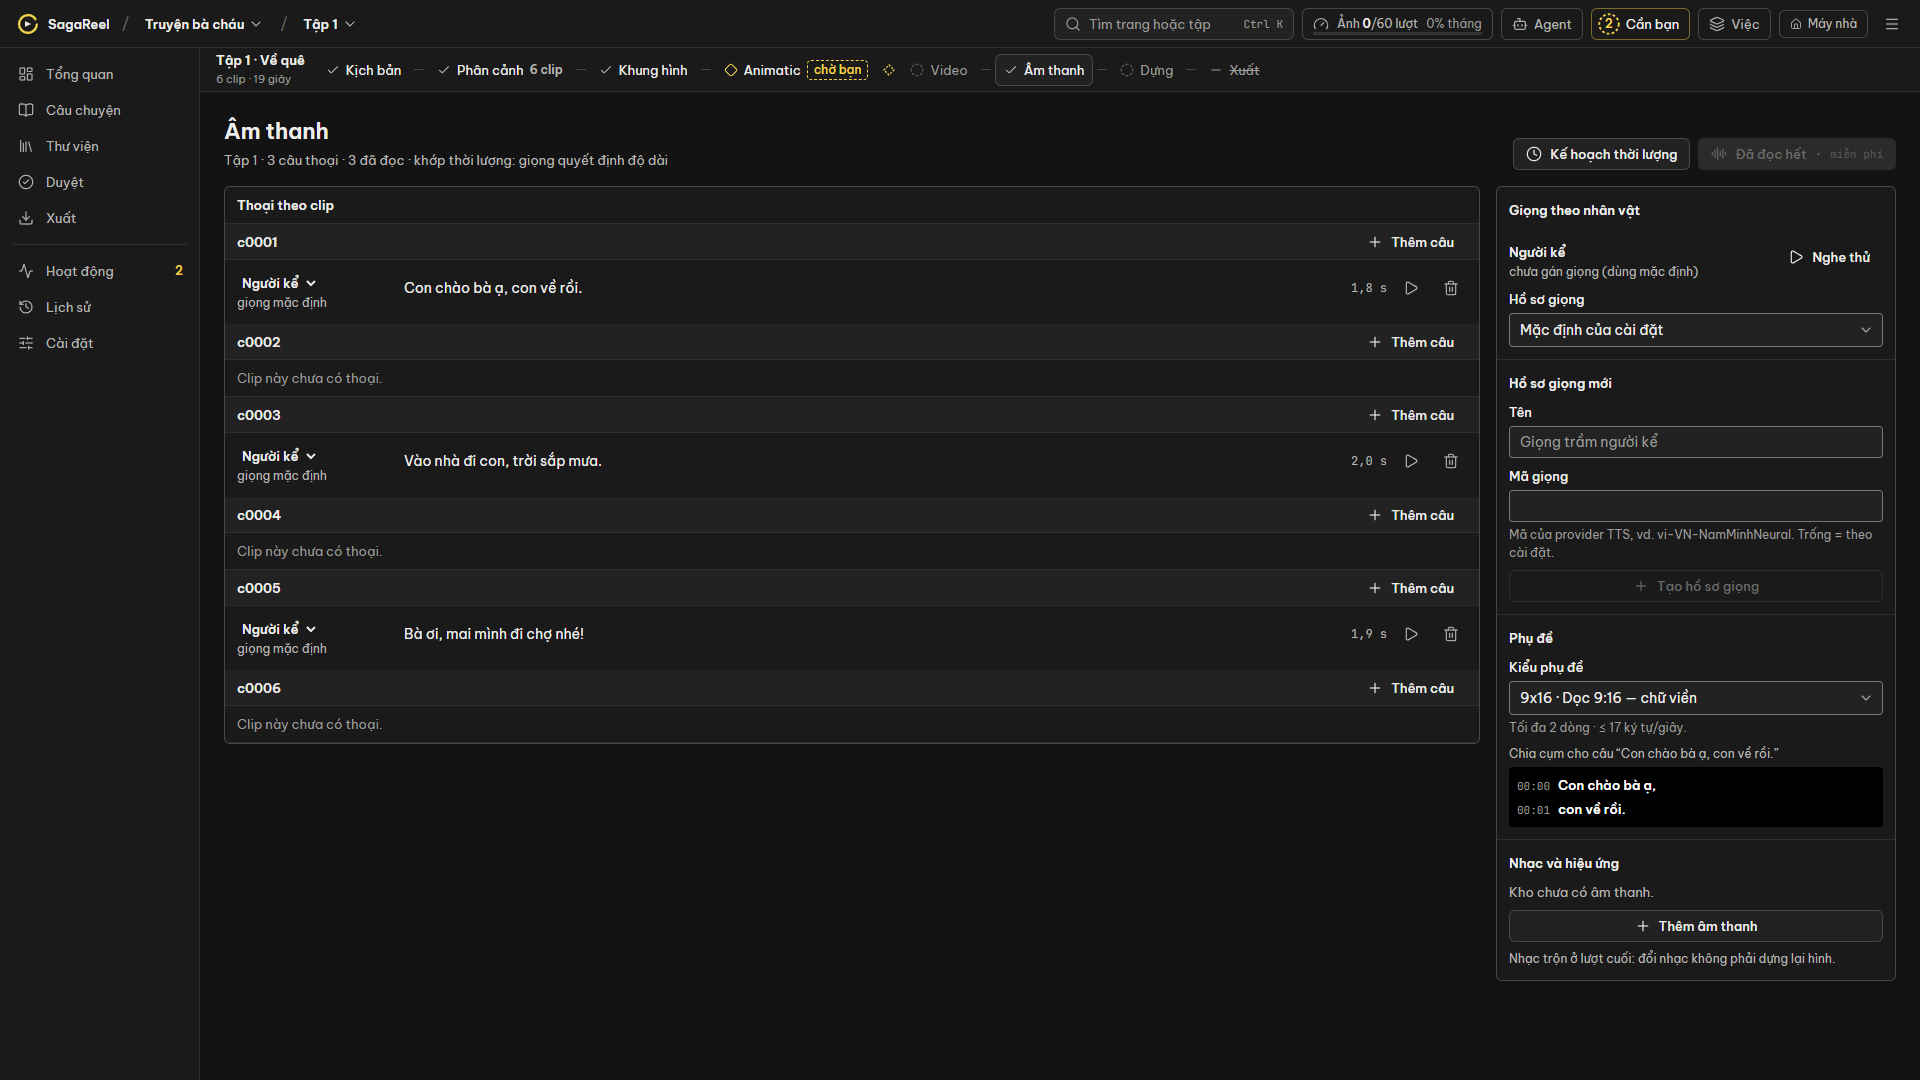 SagaReel / Truyện bà cháu / Tập 1
Tìm trang hoặc tập Ctrl K
Ảnh 0/60 lượt 0% tháng
Agent
2 Cần bạn
Việc
Máy nhà
Tổng quan
Câu chuyện
Thư viện
Duyệt
Xuất
Hoạt động 2
Lịch sử
Cài đặt
Tập 1 · Về quê
6 clip · 19 giây
Kịch bản
Phân cảnh 6 clip
Khung hình
Animatic chờ bạn
Video
Âm thanh
Dựng
Xuất
Âm thanh
Tập 1 · 3 câu thoại · 3 đã đọc · khớp thời lượng: giọng quyết định độ dài
Kế hoạch thời lượng
Đã đọc hết · miễn phí
Thoại theo clip
c0001 Thêm câu
Người kể
giọng mặc định
Con chào bà ạ, con về rồi. 1,8 s
c0002 Thêm câu
Clip này chưa có thoại.
c0003 Thêm câu
Người kể
giọng mặc định
Vào nhà đi con, trời sắp mưa. 2,0 s
c0004 Thêm câu
Clip này chưa có thoại.
c0005 Thêm câu
Người kể
giọng mặc định
Bà ơi, mai mình đi chợ nhé! 1,9 s
c0006 Thêm câu
Clip này chưa có thoại.
Giọng theo nhân vật
Người kể
chưa gán giọng (dùng mặc định)
Nghe thử
Hồ sơ giọng
Mặc định của cài đặt
Hồ sơ giọng mới
Tên
Giọng trầm người kể
Mã giọng
Mã của provider TTS, vd. vi-VN-NamMinhNeural. Trống = theo
cài đặt.
Tạo hồ sơ giọng
Phụ đề
Kiểu phụ đề
9x16 · Dọc 9:16 — chữ viền
Tối đa 2 dòng · ≤ 17 ký tự/giây.
Chia cụm cho câu “Con chào bà ạ, con về rồi.”
00:00 Con chào bà ạ,
00:01 con về rồi.
Nhạc và hiệu ứng
Kho chưa có âm thanh.
Thêm âm thanh
Nhạc trộn ở lượt cuối: đổi nhạc không phải dựng lại hình.